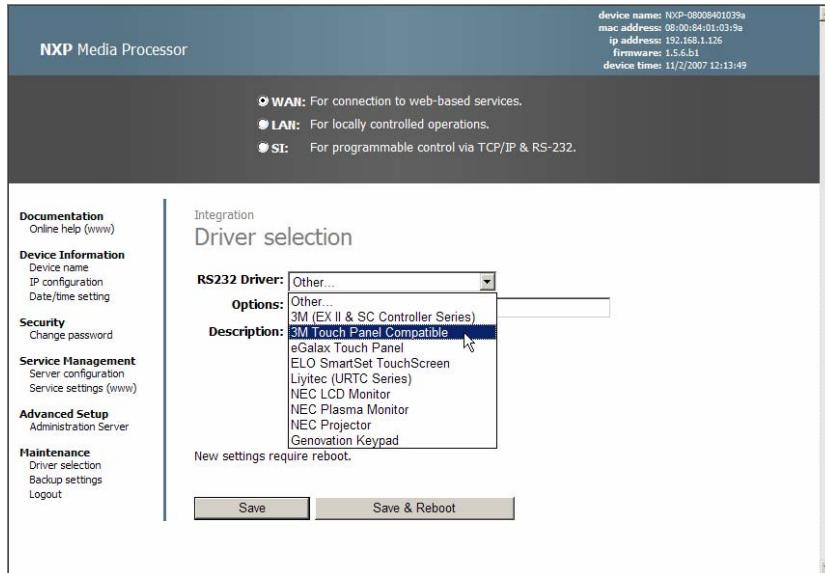 NXP Media Processor
device name: NXP-08008401039a
mac address: 08:00:84:01:03:9a
ip address: 192.168.1.126
firmware: 1.5.6.b1
device time: 11/2/2007 12:13:49
WAN: For connection to web-based services.
LAN: For locally controlled operations.
SI: For programmable control via TCP/IP & RS-232.
Documentation
Online help (www)
Device Information
Device name
IP configuration
Date/time setting
Security
Change password
Service Management
Server configuration
Service settings (www)
Advanced Setup
Administration Server
Maintenance
Driver selection
Backup settings
Logout
Integration
Driver selection
RS232 Driver: Other...
Options:
Description:
Other...
3M (EX II & SC Controller Series)
3M Touch Panel Compatible
eGalax Touch Panel
ELO SmartSet TouchScreen
Liyitec (URTC Series)
NEC LCD Monitor
NEC Plasma Monitor
NEC Projector
Genovation Keypad
New settings require reboot.
Save
Save & Reboot